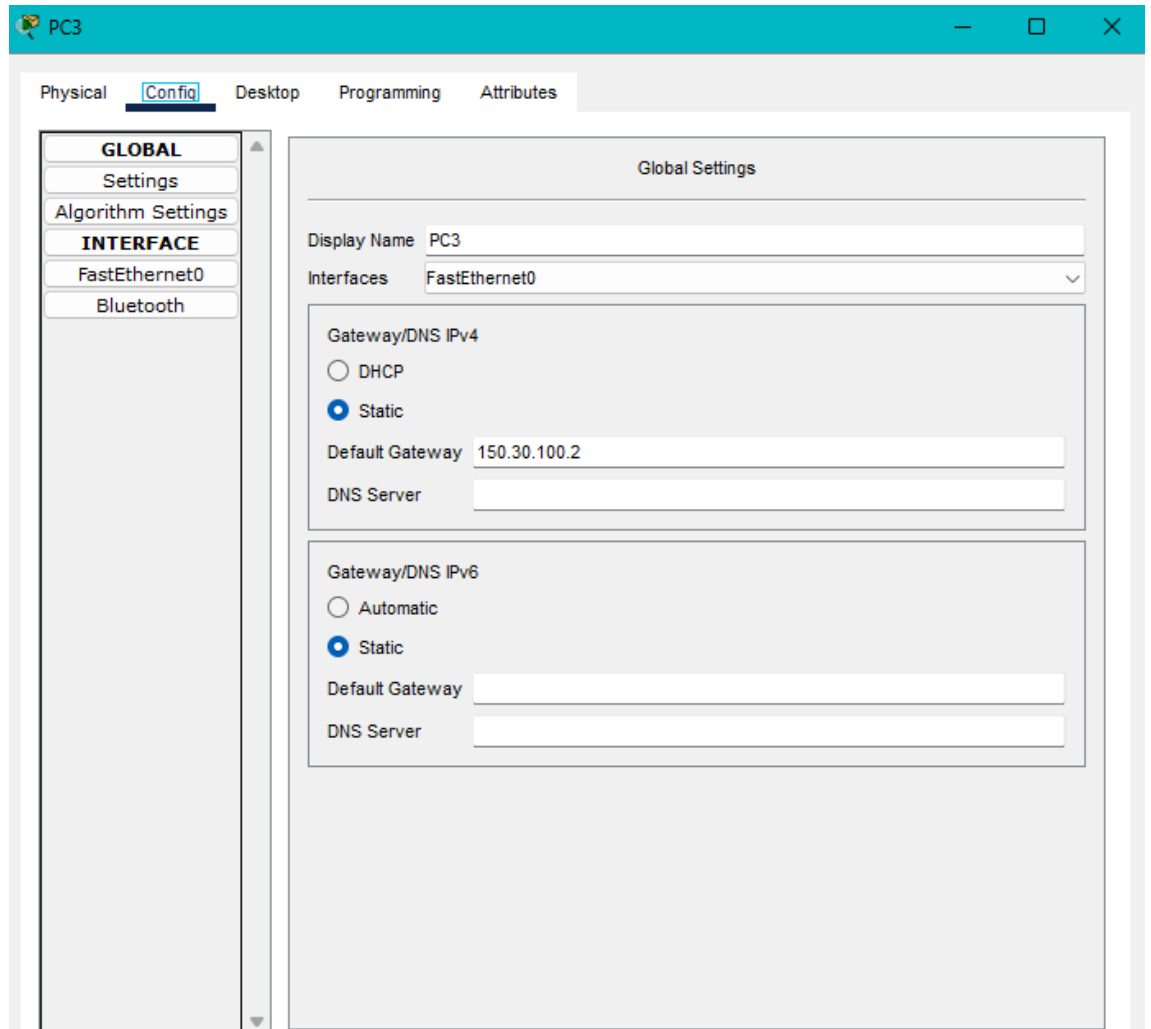 PC3
Physical Config Desktop Programming Attributes
GLOBAL
Settings
Algorithm Settings
INTERFACE
FastEthernet0
Bluetooth
Global Settings
Display Name PC3
Interfaces FastEthernet0
Gateway/DNS IPv4
DHCP
Static
Default Gateway 150.30.100.2
DNS Server
Gateway/DNS IPv6
Automatic
Static
Default Gateway
DNS Server